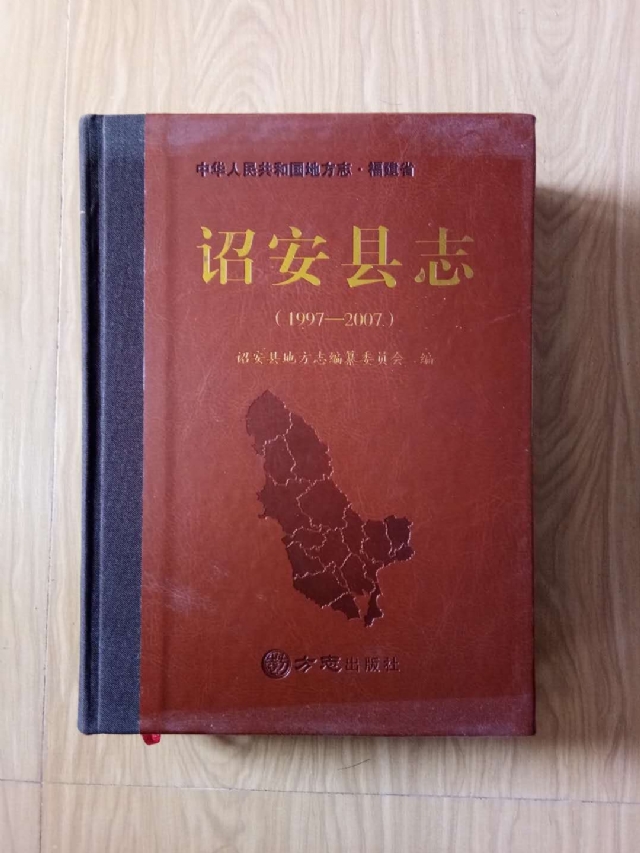 中华人民共和国地方志·福建省
诏安县志
(1997—2007)
诏安县地方志编纂委员会 编
方志出版社